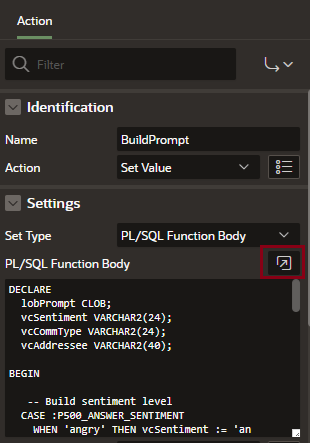 Action
Filter
Identification
Name BuildPrompt
Action Set Value
Settings
Set Type PL/SQL Function Body
PL/SQL Function Body
DECLARE
lobPrompt CLOB;
vcSentiment VARCHAR2(24);
vcCommType VARCHAR2(24);
vcAddressee VARCHAR2(40);
BEGIN
-- Build sentiment level
CASE :P500_ANSWER_SENTIMENT
WHEN 'angry' THEN vcSentiment := 'an